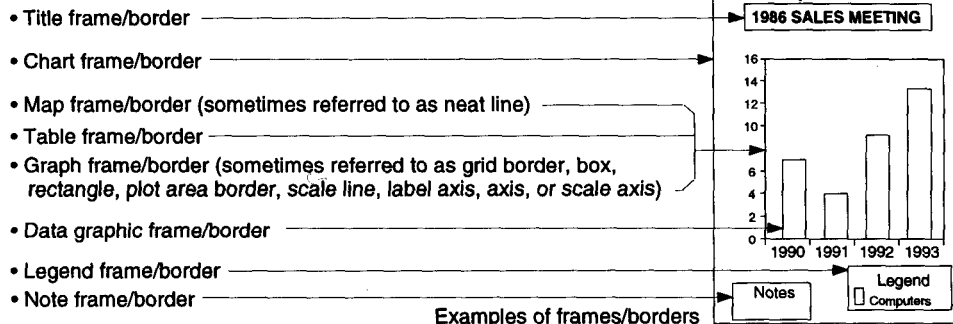 • Title frame/border
• Chart frame/border
• Map frame/border (sometimes referred to as neat line)
• Table frame/border
• Graph frame/border (sometimes referred to as grid border, box,
rectangle, plot area border, scale line, label axis, axis, or scale axis)
• Data graphic frame/border
• Legend frame/border
• Note frame/border
Examples of frames/borders
1986 SALES MEETING
16
14
12
10
8
6
4
2
0
1990 1991 1992 1993
Legend
Computers
Notes